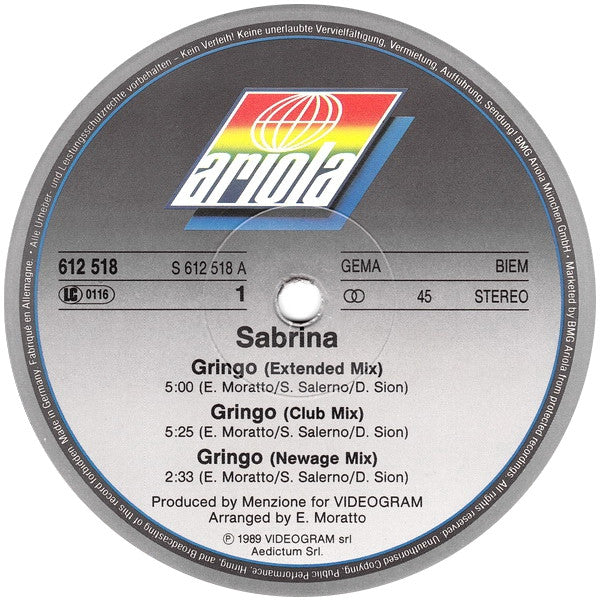 Alle Urheber- und Leistungsschutzrechte vorbehalten – Kein Verleih! Keine unerlaubte Vervielfältigung, Vermietung, Aufführung, Sendung! BMG Ariola München GmbH • Marketed by BMG Ariola
from protected recordings. All rights reserved. Unauthorised Copying, Public Performance, Hiring, and Broadcasting of this record forbidden. Made in Germany. Fabriqué en Allemagne. •
ariola
612 518 S 612 518 A GEMA BIEM
LC 0116 1 45 STEREO
Sabrina
Gringo (Extended Mix)
5:00 (E. Moratto/S. Salerno/D. Sion)
Gringo (Club Mix)
5:25 (E. Moratto/S. Salerno/D. Sion)
Gringo (Newage Mix)
2:33 (E. Moratto/S. Salerno/D. Sion)
Produced by Menzione for VIDEOGRAM
Arranged by E. Moratto
℗ 1989 VIDEOGRAM srl
Aedictum Srl.